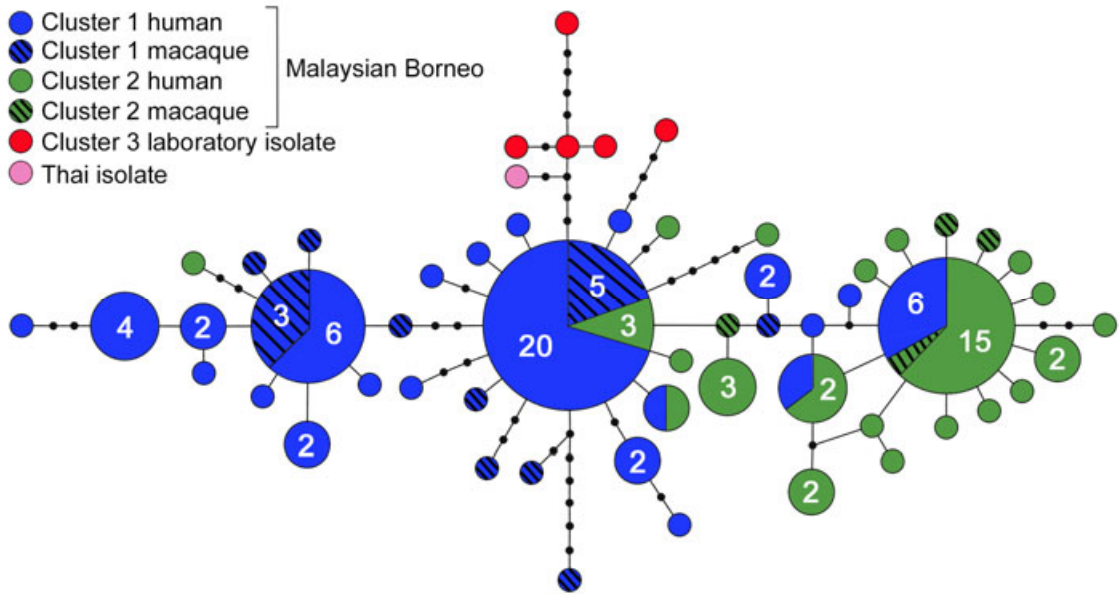 Cluster 1 human
Cluster 1 macaque
Cluster 2 human
Cluster 2 macaque
Malaysian Borneo
Cluster 3 laboratory isolate
Thai isolate
5
3
20
3
6
4
2
2
2
2
3
2
6
15
2
2
2